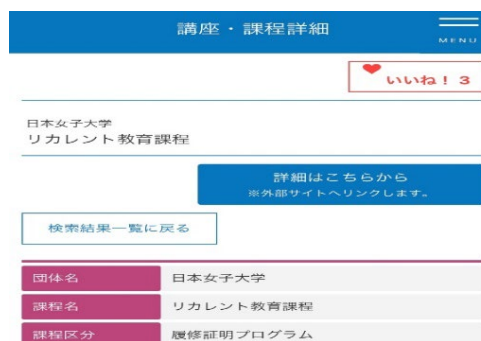 講座・課程詳細
MENU
いいね! 3
日本女子大学
リカレント教育課程
詳細はこちらから
※外部サイトへリンクします。
検索結果一覧に戻る
団体名 日本女子大学
課程名 リカレント教育課程
課程区分 履修証明プログラム